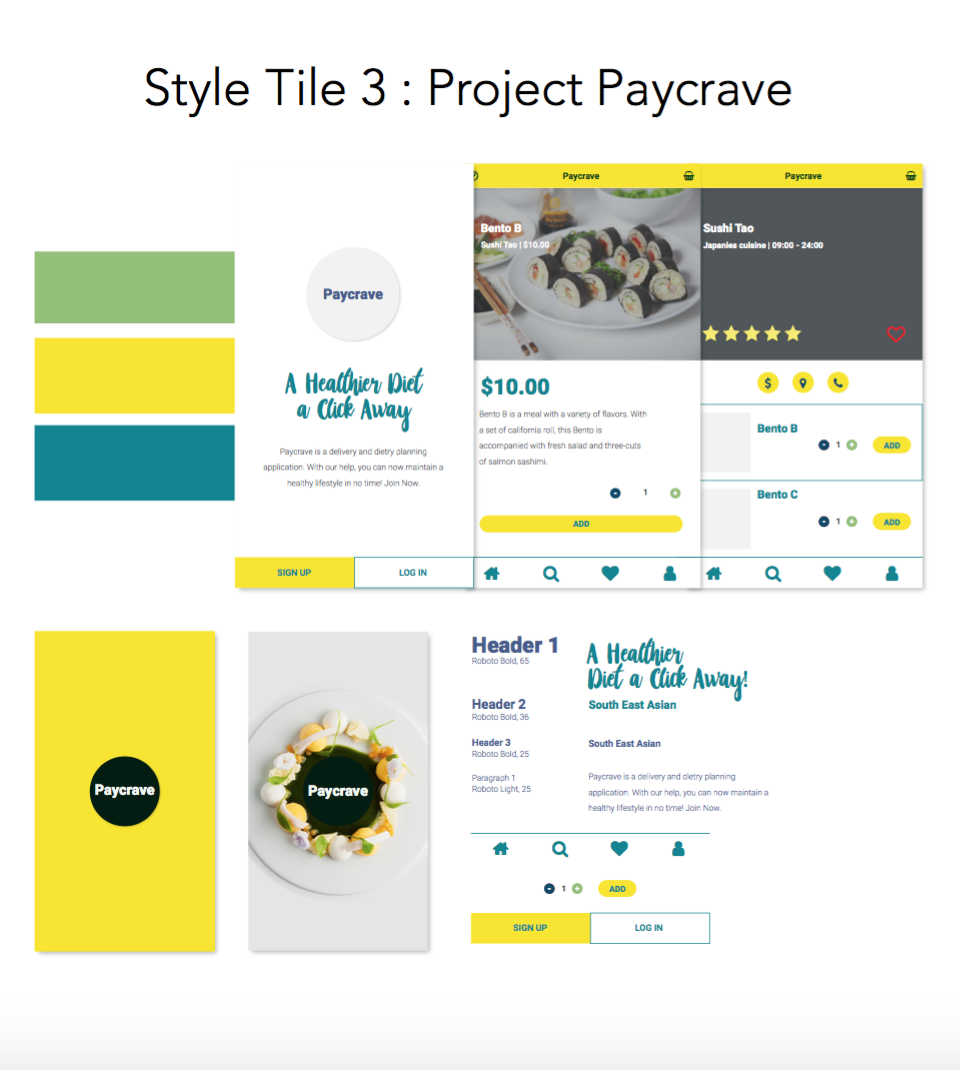 Style Tile 3 : Project Paycrave
Paycrave
A Healthier Diet
a Click Away
Paycrave is a delivery and dietry planning
application. With our help, you can now maintain a
healthy lifestyle in no time! Join Now.
SIGN UP
LOG IN
Paycrave
Bento B
Sushi Tao | $10.00
$10.00
Bento B is a meal with a variety of flavors. With
a set of california roll, this Bento is
accompanied with fresh salad and three-cuts
of salmon sashimi.
- 1 +
ADD
Paycrave
Sushi Tao
Japanies cuisine | 09:00 - 24:00
$
Bento B
- 1 + ADD
Bento C
- 1 + ADD
Paycrave
Paycrave
Header 1
Roboto Bold, 65
A Healthier
Diet a Click Away!
Header 2
Roboto Bold, 36
South East Asian
Header 3
Roboto Bold, 25
South East Asian
Paragraph 1
Roboto Light, 25
Paycrave is a delivery and dietry planning
application. With our help, you can now maintain a
healthy lifestyle in no time! Join Now.
- 1 + ADD
SIGN UP
LOG IN